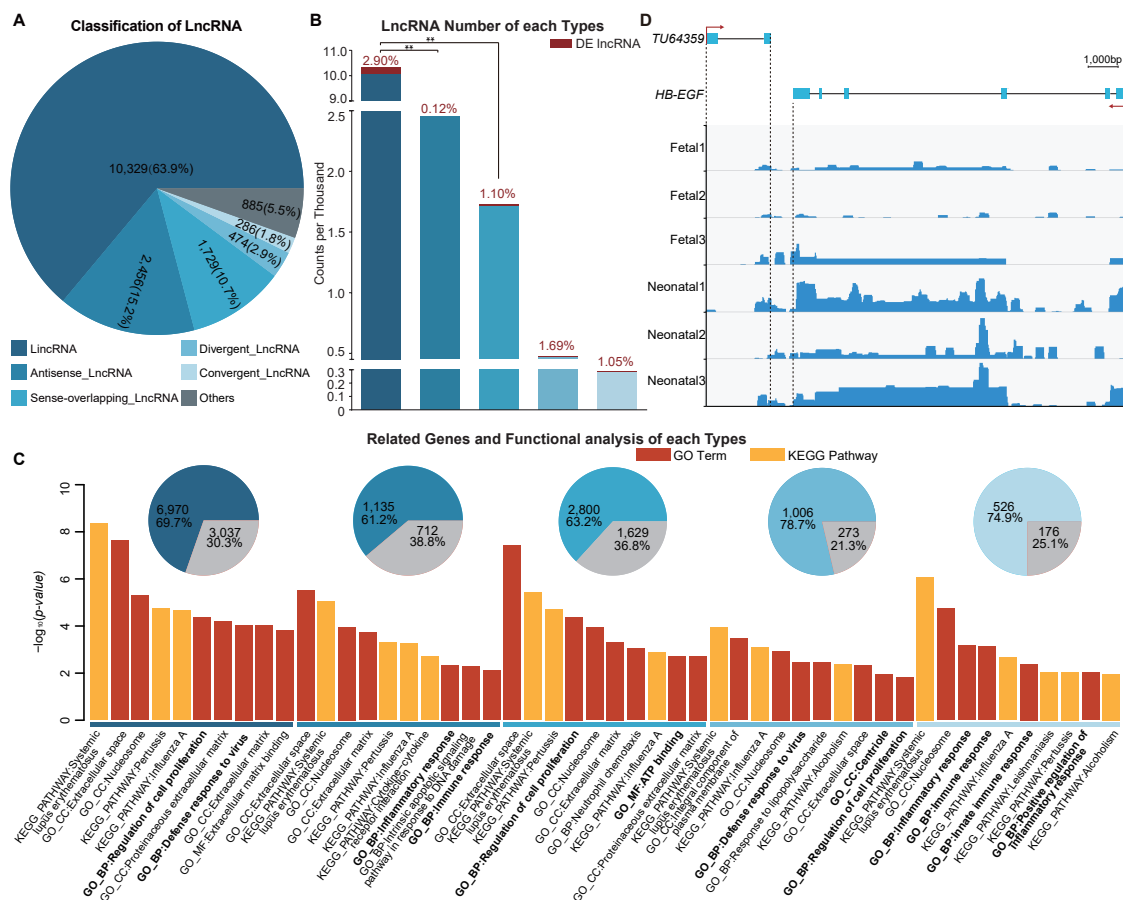 A
Classification of LncRNA
10,329(63.9%)
885(5.5%)
286(1.8%)
474(2.9%)
1,729(10.7%)
2,456(15.2%)
LincRNA
Antisense_LncRNA
Sense-overlapping_LncRNA
Divergent_LncRNA
Convergent_LncRNA
Others
B
LncRNA Number of each Types
DE lncRNA
**
**
Counts per Thousand
11.0
10.0
9.0
2.5
2.0
1.5
1.0
0.5
0.3
0.2
0.1
0
2.90%
0.12%
1.10%
1.69%
1.05%
D
TU64359
1,000bp
HB-EGF
Fetal1
Fetal2
Fetal3
Neonatal1
Neonatal2
Neonatal3
C
Related Genes and Functional analysis of each Types
GO Term
KEGG Pathway
−log₁₀(p-value)
10
8
6
4
2
0
6,970
69.7%
3,037
30.3%
1,135
61.2%
712
38.8%
2,800
63.2%
1,629
36.8%
1,006
78.7%
273
21.3%
526
74.9%
176
25.1%
KEGG_PATHWAY:Systemic
lupus erythematosus
GO_CC:Extracellular space
GO_CC:Nucleosome
KEGG_PATHWAY:Pertussis
KEGG_PATHWAY:Influenza A
GO_BP:Regulation of cell proliferation
GO_CC:Proteinaceous extracellular matrix
GO_BP:Defense response to virus
GO_CC:Extracellular matrix
GO_MF:Extracellular matrix binding
GO_CC:Extracellular space
KEGG_PATHWAY:Systemic
lupus erythematosus
GO_CC:Nucleosome
GO_CC:Extracellular matrix
KEGG_PATHWAY:Pertussis
KEGG_PATHWAY:Influenza A
KEGG_PATHWAY:Cytokine-cytokine
receptor interaction
GO_BP:Inflammatory response
GO_BP:Intrinsic apoptotic signaling
pathway in response to DNA damage
GO_BP:Immune response
GO_CC:Extracellular space
KEGG_PATHWAY:Systemic
lupus erythematosus
KEGG_PATHWAY:Pertussis
GO_BP:Regulation of cell proliferation
GO_CC:Nucleosome
GO_CC:Extracellular matrix
BP:Neutrophil chemotaxis
KEGG_PATHWAY:Influenza A
GO_MF:ATP binding
GO_CC:Proteinaceous extracellular matrix
KEGG_PATHWAY:Systemic
lupus erythematosus
CC:Integral component of
plasma membrane
KEGG_PATHWAY:Influenza A
GO_CC:Nucleosome
GO_BP:Defense response to virus
GO_BP:Response to lipopolysaccharide
KEGG_PATHWAY:Alcoholism
GO_CC:Extracellular space
GO_CC:Centriole
GO_BP:Regulation of cell proliferation
KEGG_PATHWAY:Systemic
lupus erythematosus
GO_CC:Nucleosome
GO_CC:Extracellular space
GO_BP:Inflammatory response
GO_BP:Immune response
KEGG_PATHWAY:Influenza A
GO_BP:Innate immune response
KEGG_PATHWAY:Leishmaniasis
KEGG_PATHWAY:Pertussis
GO_BP:Positive regulation of
inflammatory response
KEGG_PATHWAY:Alcoholism